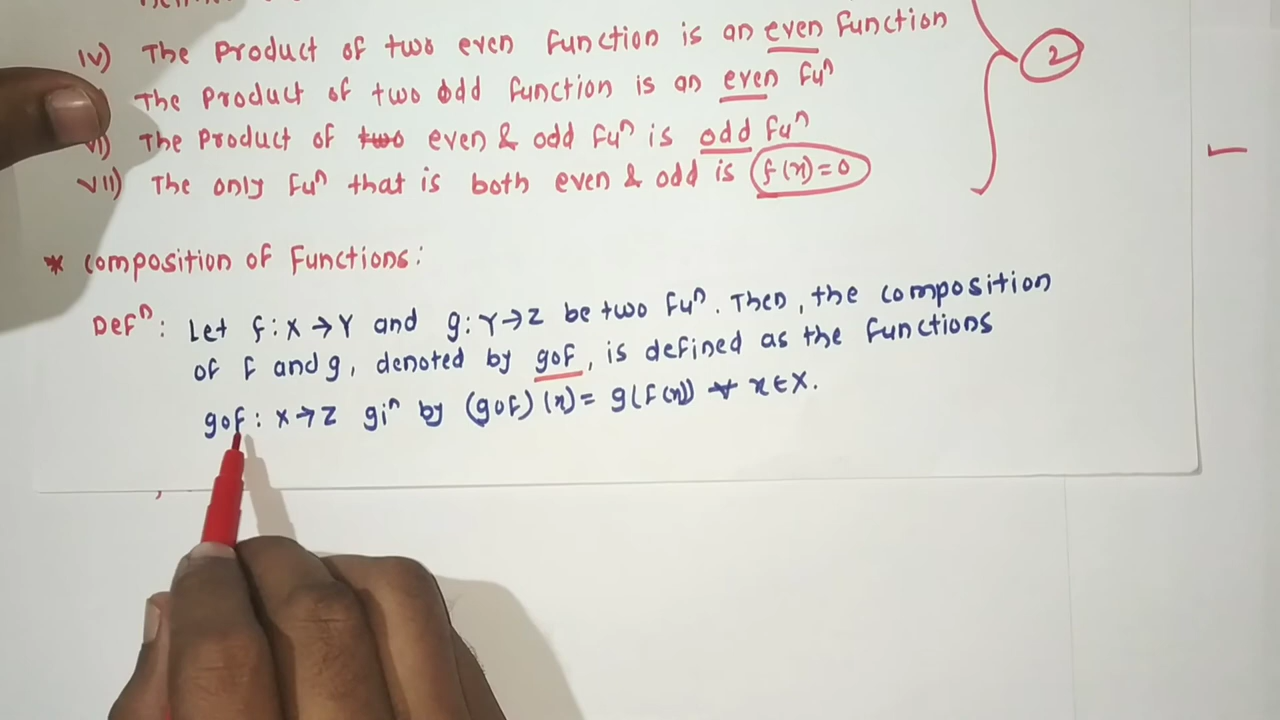 iv) The Product of two even function is an even function
The Product of two odd function is an even Fuⁿ
vi) The Product of two even & odd Fuⁿ is odd Fuⁿ
vii) The only Fuⁿ that is both even & odd is f(x)=0
2
* Composition of Functions:
Defⁿ: Let f: X→Y and g: Y→Z be two Fuⁿ. Then, the composition
of f and g, denoted by gof, is defined as the functions
gof: X→Z giⁿ by (gof)(x)= g(f(x)) ∀ x∈X.